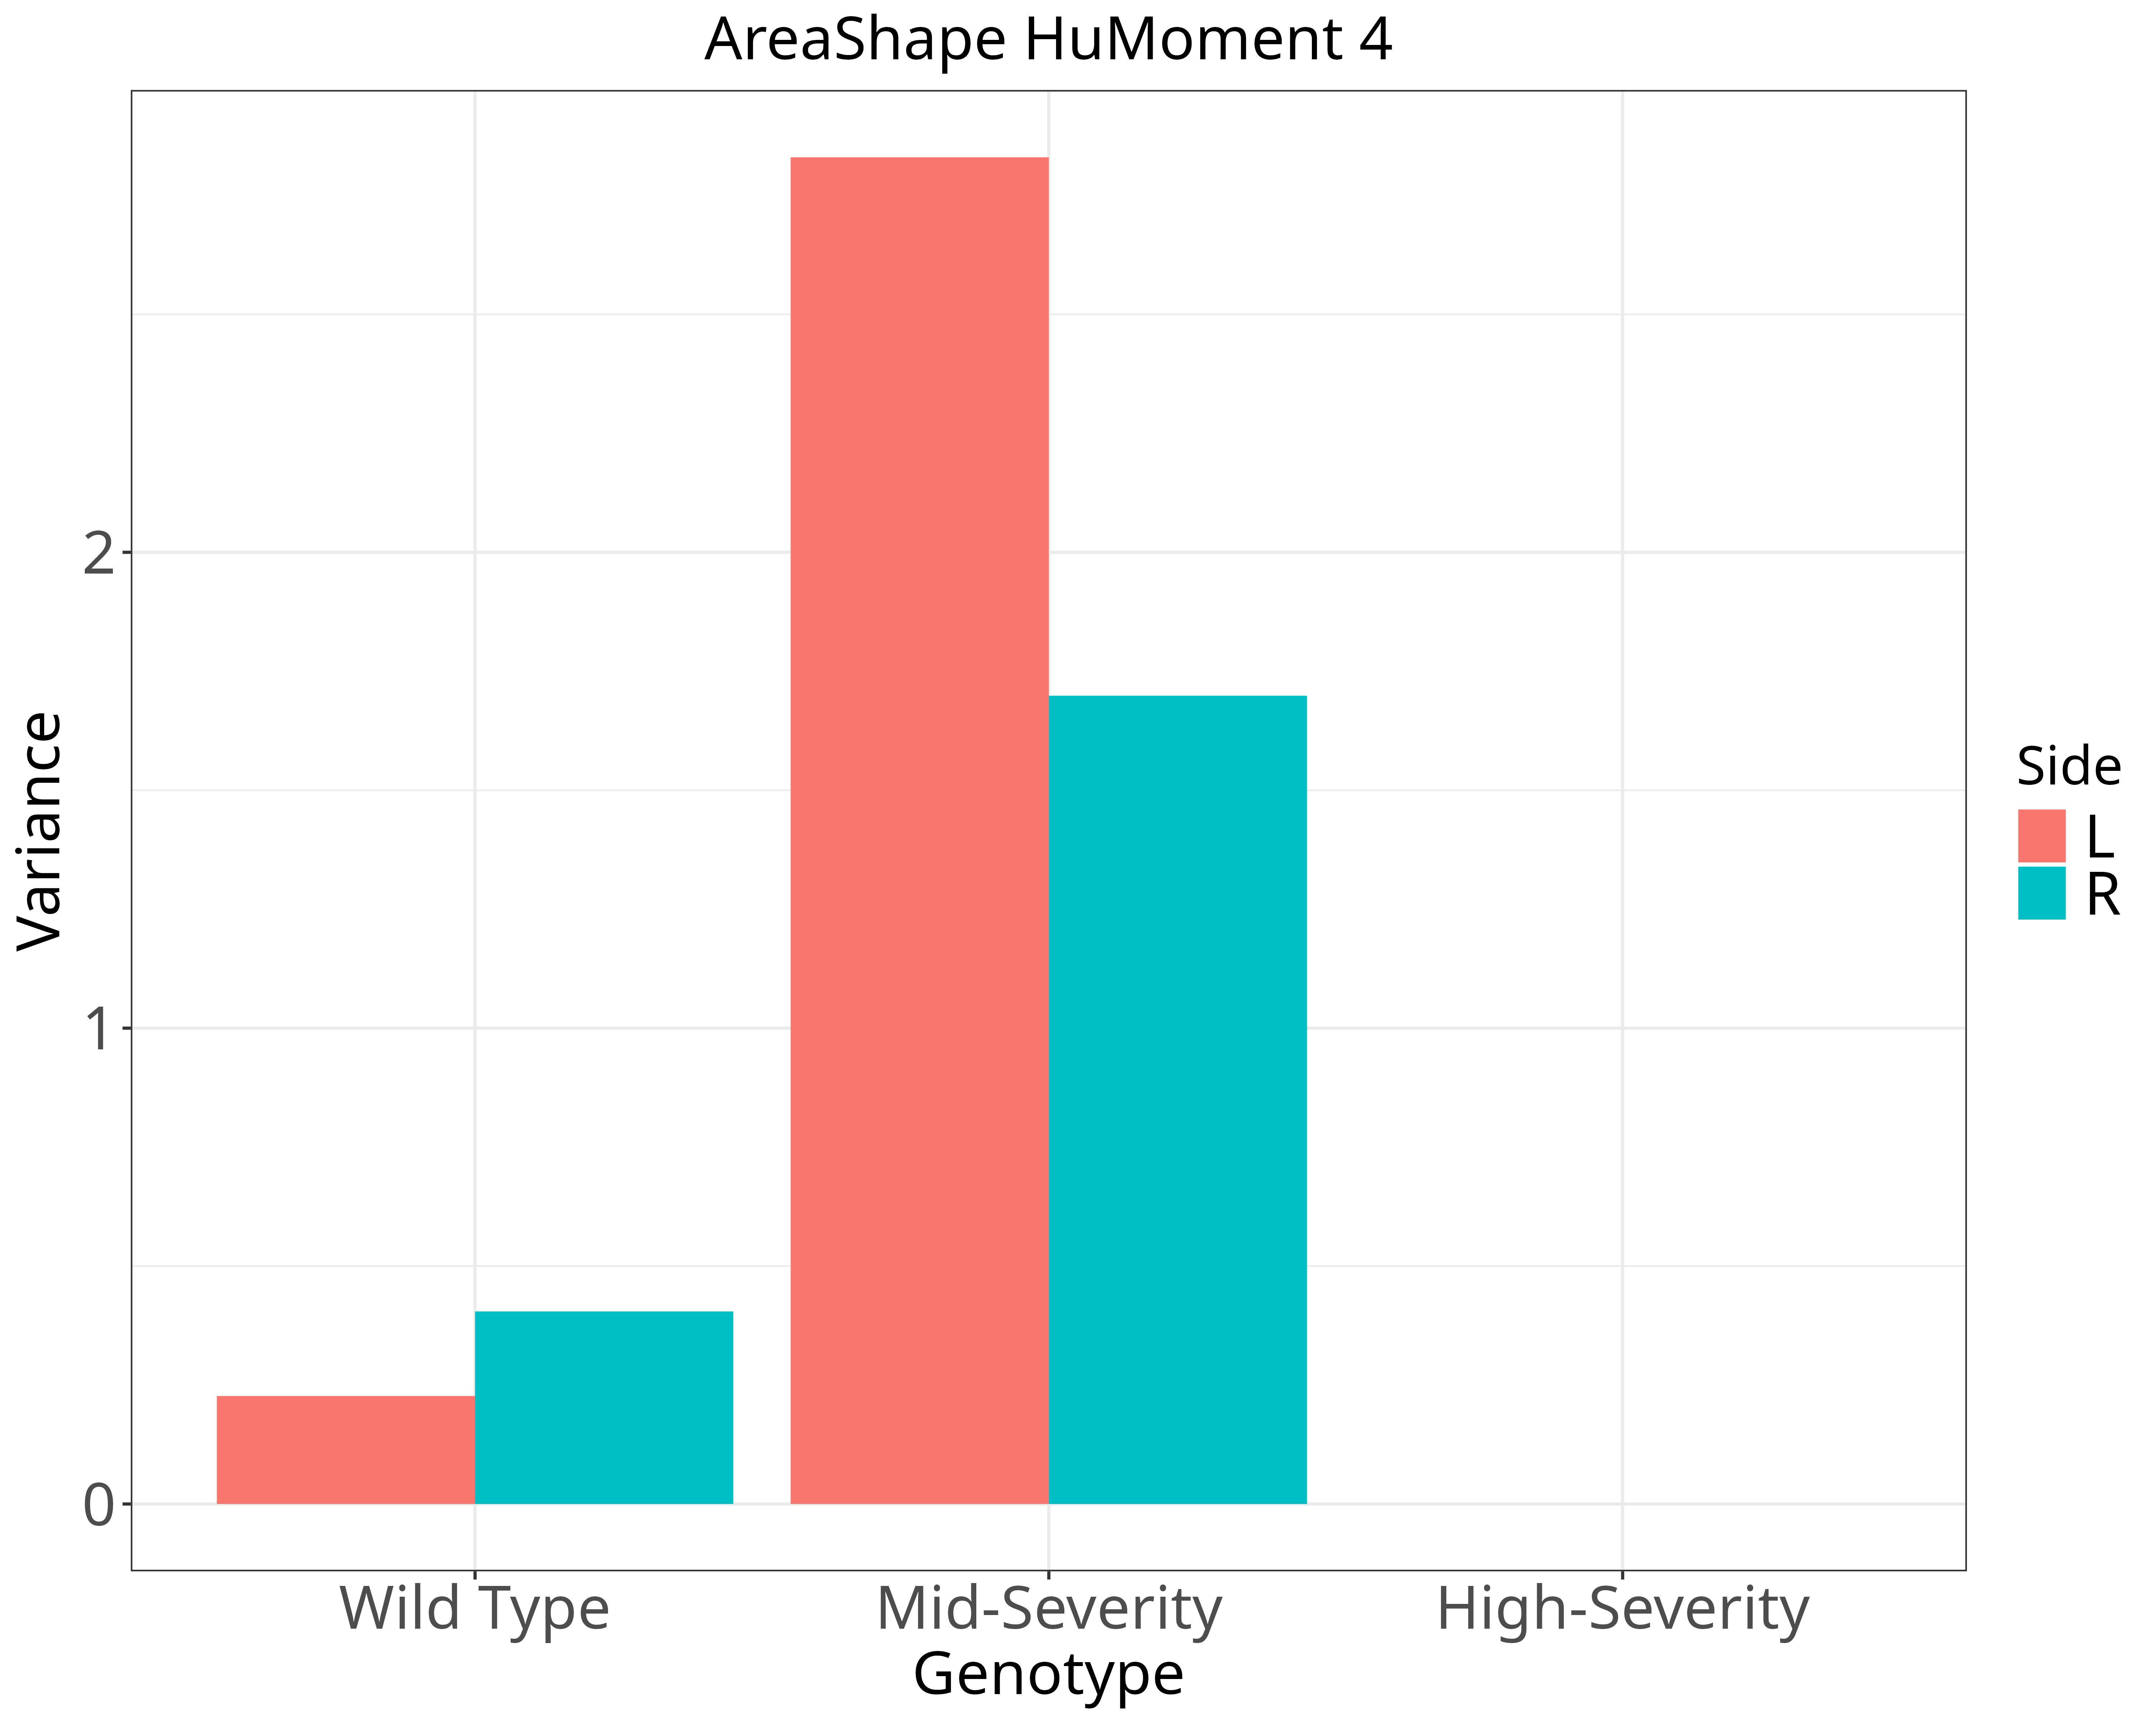 AreaShape HuMoment 4
Variance
2
1
0
Wild Type
Mid-Severity
High-Severity
Genotype
Side
L
R